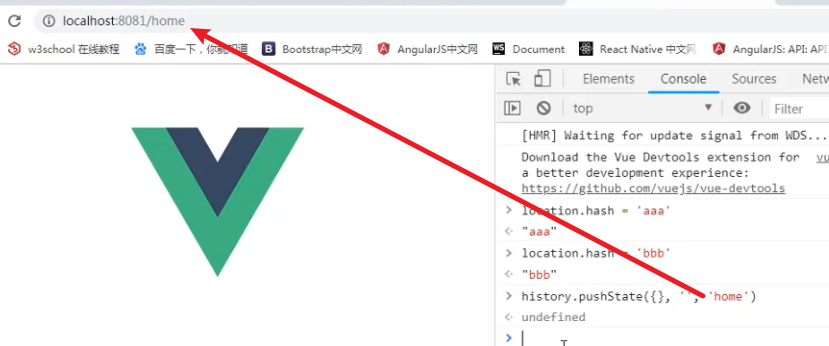 localhost:8081/home
w3school 在线教程 百度一下，你就知道 Bootstrap中文网 AngularJS中文网 Document React Native 中文网 AngularJS: API: API
Elements Console Sources Netw
top Filter
[HMR] Waiting for update signal from WDS...
Download the Vue Devtools extension for vu
a better development experience:
https://github.com/vuejs/vue-devtools
> location.hash = 'aaa'
< "aaa"
> location.hash = 'bbb'
< "bbb"
> history.pushState({}, '', 'home')
< undefined
>